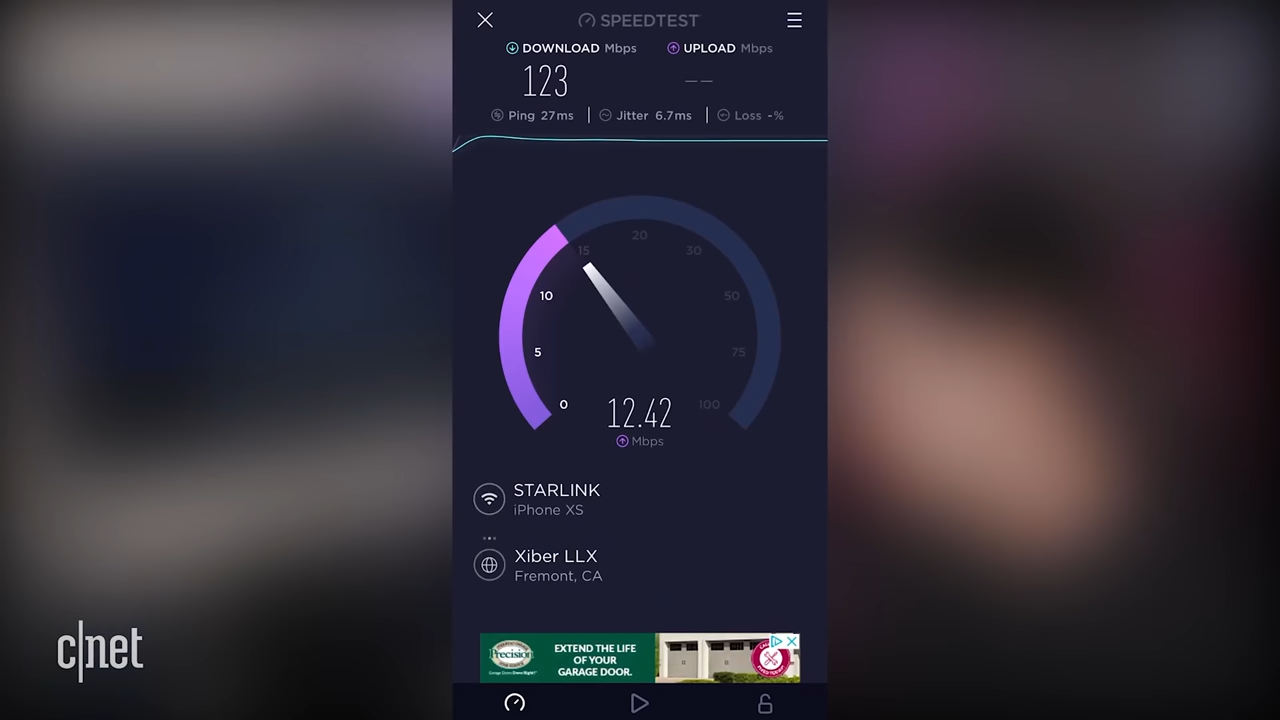 SPEEDTEST
DOWNLOAD Mbps UPLOAD Mbps
123 — —
Ping 27ms Jitter 6.7ms Loss -%
0
5
10
15
20
30
50
75
100
12.42
Mbps
STARLINK
iPhone XS
Xiber LLX
Fremont, CA
c|net
Precision
EXTEND THE LIFE
OF YOUR
GARAGE DOOR.